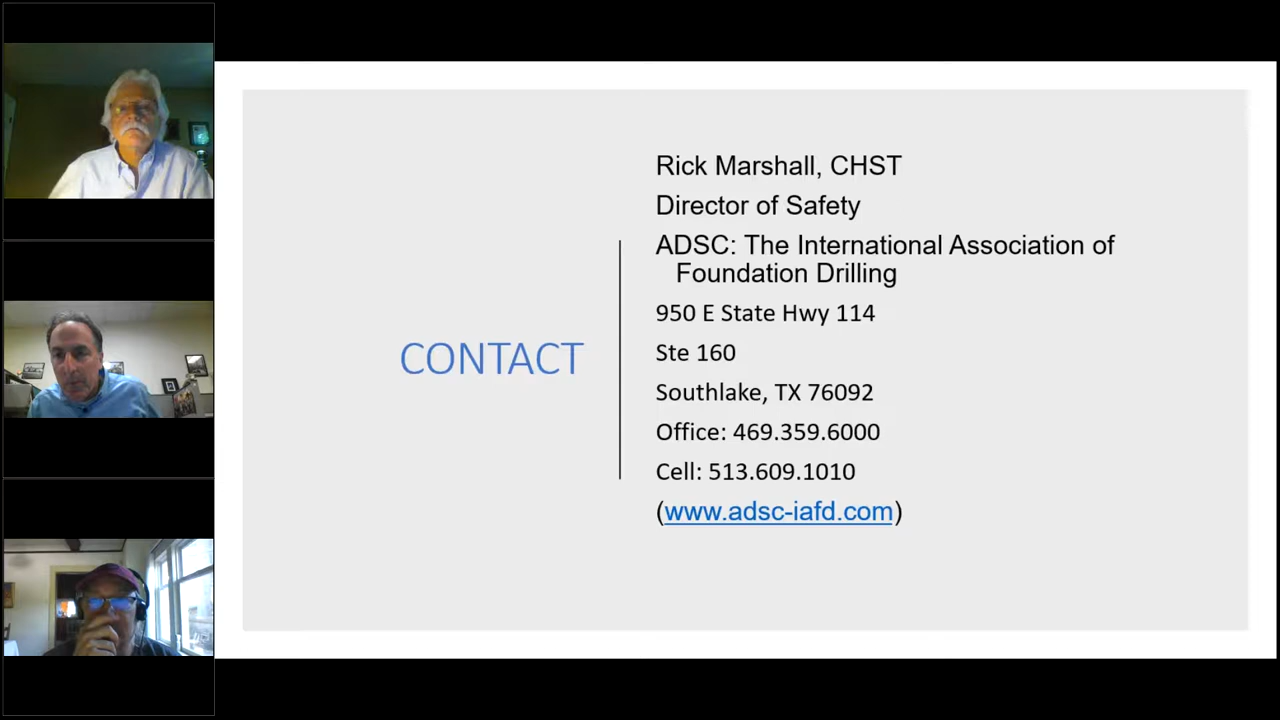 CONTACT
Rick Marshall, CHST
Director of Safety
ADSC: The International Association of
Foundation Drilling
950 E State Hwy 114
Ste 160
Southlake, TX 76092
Office: 469.359.6000
Cell: 513.609.1010
(www.adsc-iafd.com)